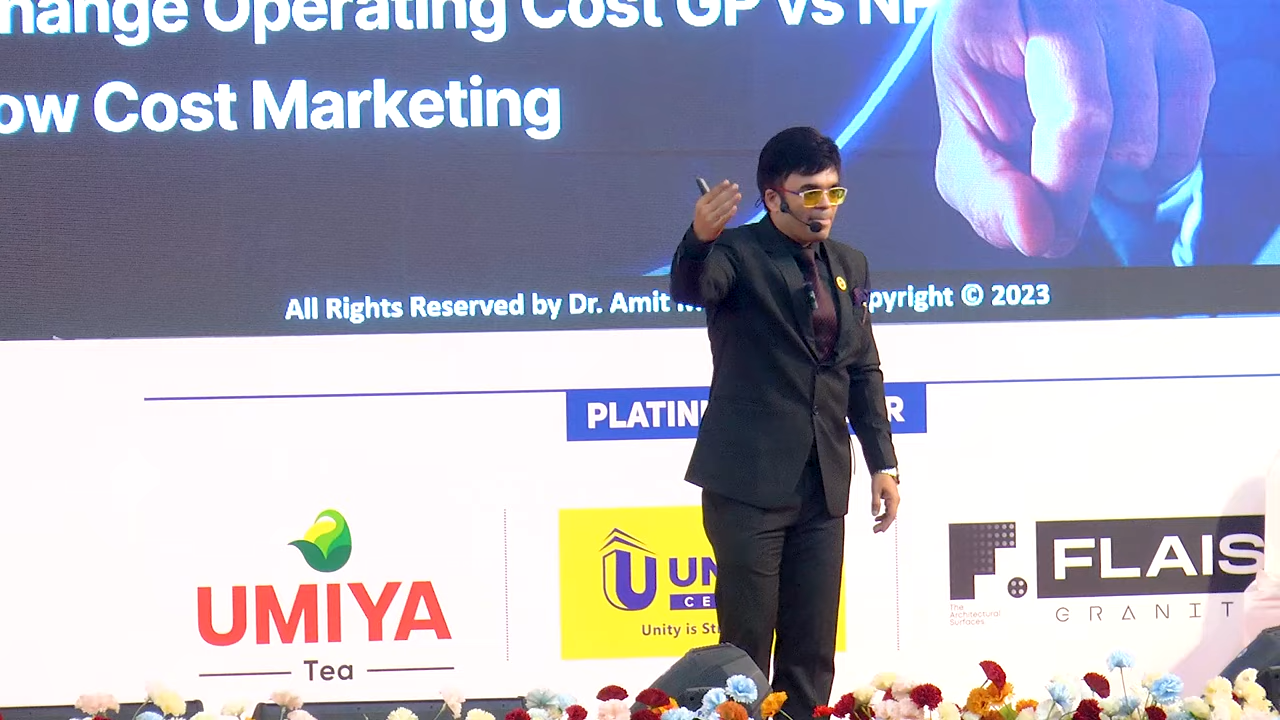 hange Operating Cost GP vs NP
ow Cost Marketing
All Rights Reserved by Dr. Amit M pyright © 2023
PLATIN R
UMIYA
Tea
U UN
CE
Unity is St
F.
The
Architectural
Surfaces
FLAIS
GRANIT